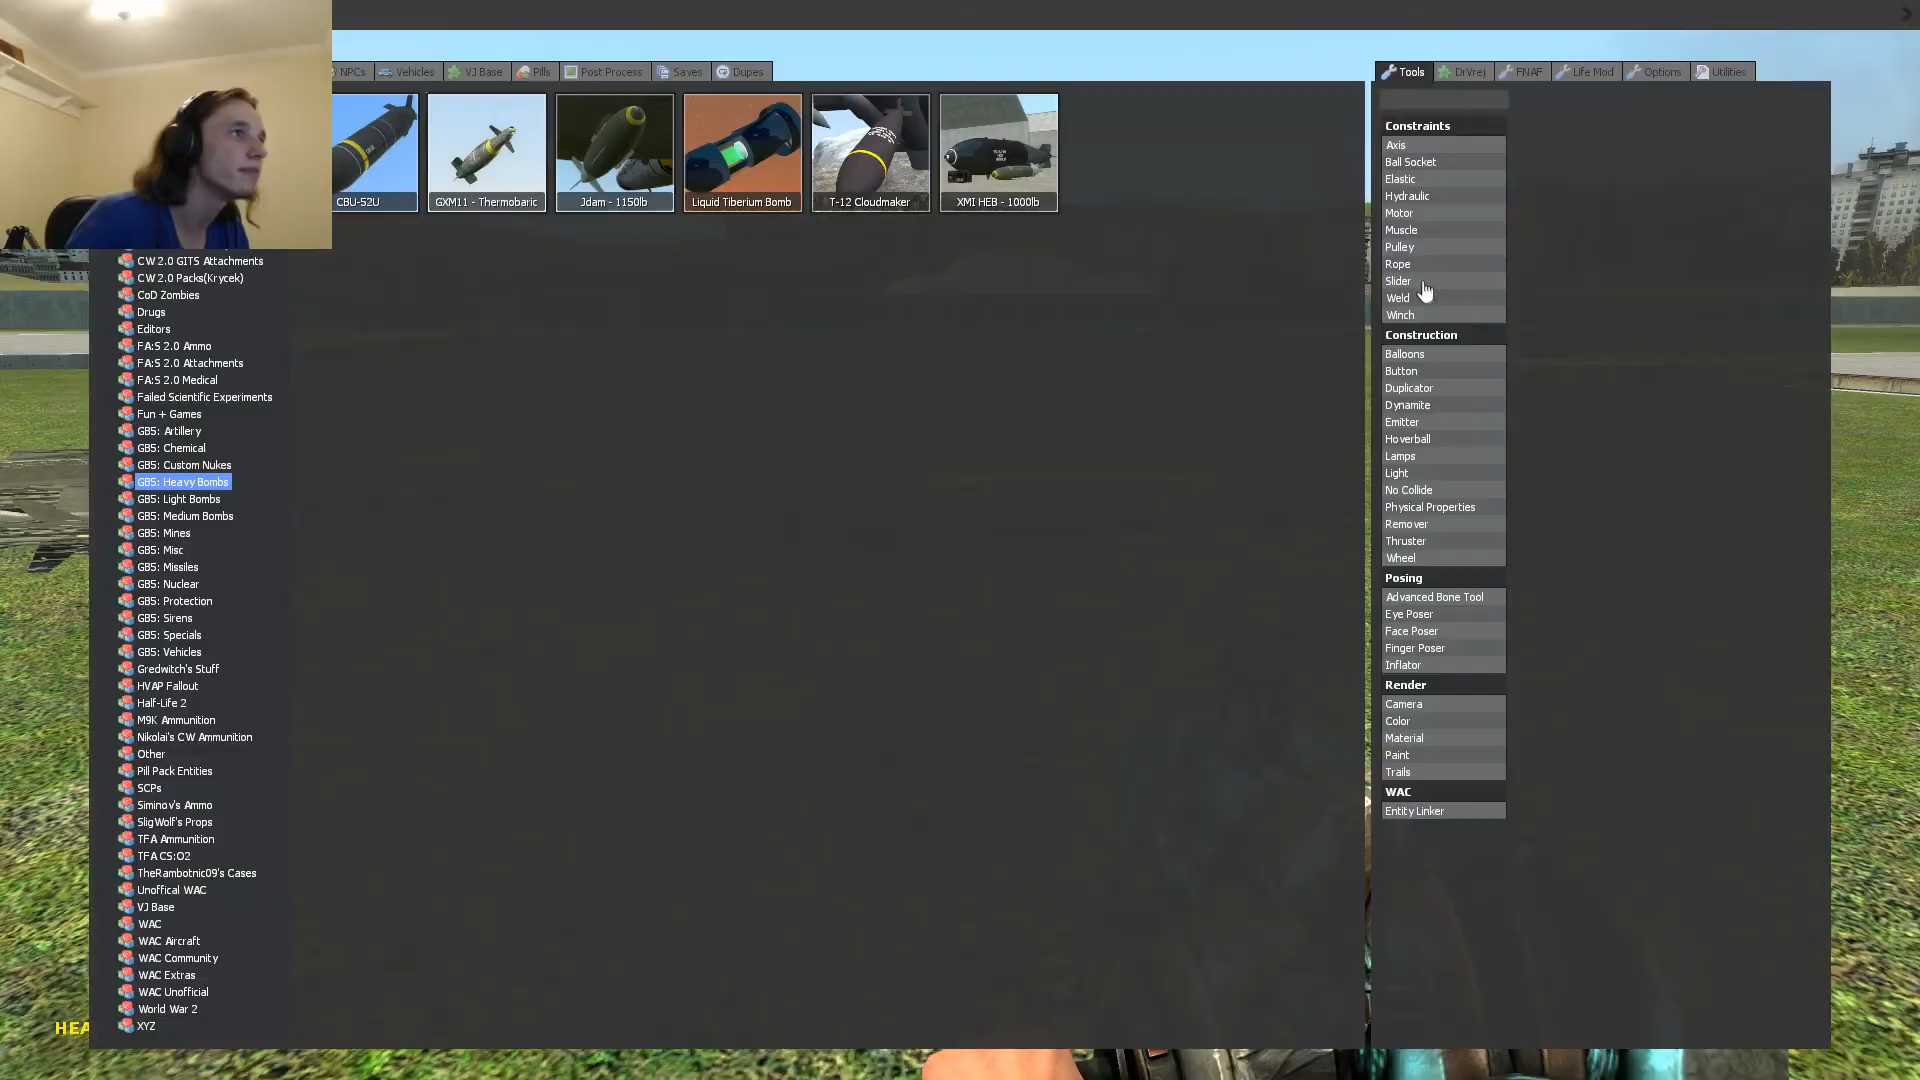 NPCs
Vehicles
VJ Base
Pills
Post Process
Saves
Dupes
CBU-52U
GXM11 - Thermobaric
Jdam - 1150lb
Liquid Tiberium Bomb
T-12 Cloudmaker
XMI HEB - 1000lb
CW 2.0 GITS Attachments
CW 2.0 Packs(Krycek)
CoD Zombies
Drugs
Editors
FA:S 2.0 Ammo
FA:S 2.0 Attachments
FA:S 2.0 Medical
Failed Scientific Experiments
Fun + Games
GB5: Artillery
GB5: Chemical
GB5: Custom Nukes
GB5: Heavy Bombs
GB5: Light Bombs
GB5: Medium Bombs
GB5: Mines
GB5: Misc
GB5: Missiles
GB5: Nuclear
GB5: Protection
GB5: Sirens
GB5: Specials
GB5: Vehicles
Gredwitch's Stuff
HVAP Fallout
Half-Life 2
M9K Ammunition
Nikolai's CW Ammunition
Other
Pill Pack Entities
SCPs
Siminov's Ammo
SligWolf's Props
TFA Ammunition
TFA CS:O2
TheRambotnic09's Cases
Unoffical WAC
VJ Base
WAC
WAC Aircraft
WAC Community
WAC Extras
WAC Unofficial
World War 2
XYZ
HEA
Tools
DrVrej
FNAF
Life Mod
Options
Utilities
Constraints
Axis
Ball Socket
Elastic
Hydraulic
Motor
Muscle
Pulley
Rope
Slider
Weld
Winch
Construction
Balloons
Button
Duplicator
Dynamite
Emitter
Hoverball
Lamps
Light
No Collide
Physical Properties
Remover
Thruster
Wheel
Posing
Advanced Bone Tool
Eye Poser
Face Poser
Finger Poser
Inflator
Render
Camera
Color
Material
Paint
Trails
WAC
Entity Linker